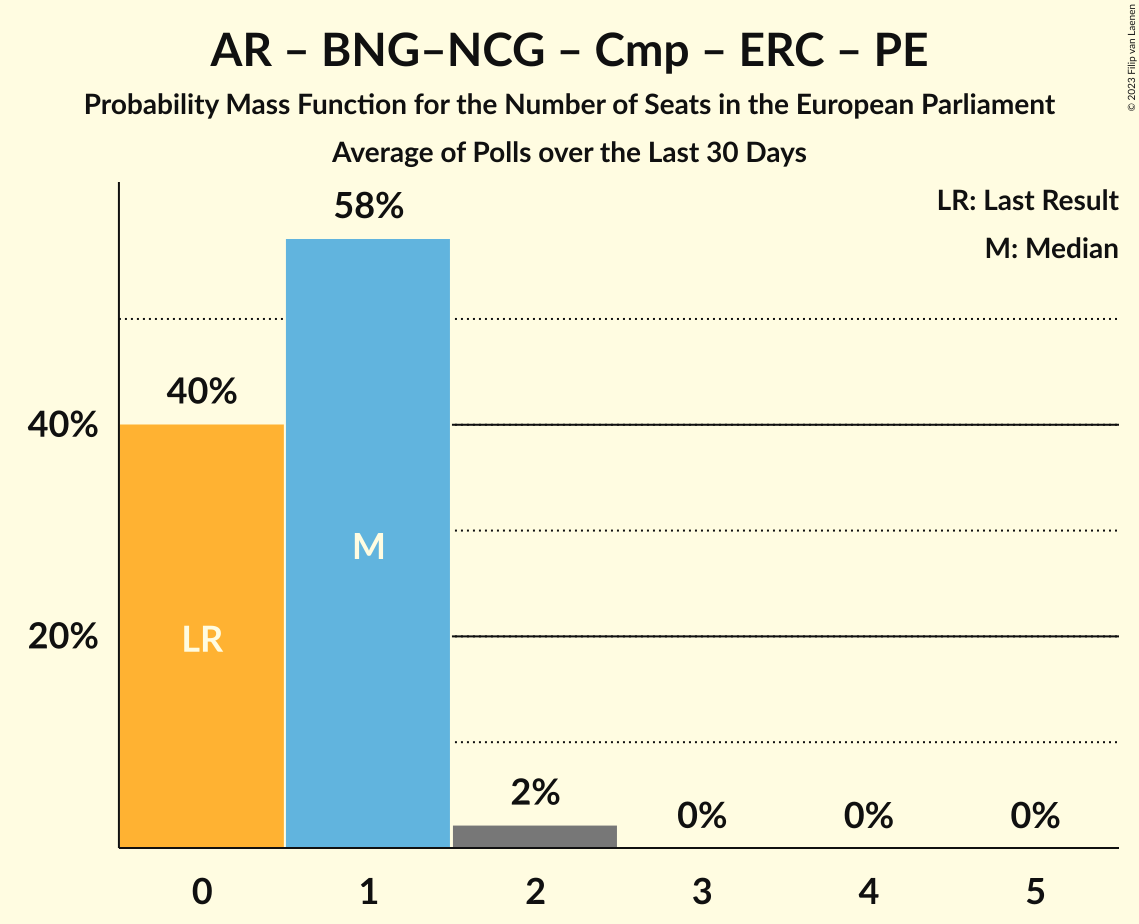 AR – BNG–NCG – Cmp – ERC – PE
Probability Mass Function for the Number of Seats in the European Parliament
Average of Polls over the Last 30 Days
© 2023 Filip van Laenen
LR: Last Result
M: Median
58%
40%
40%
M
20%
LR
2%
0%
0%
0%
0
1
2
3
4
5